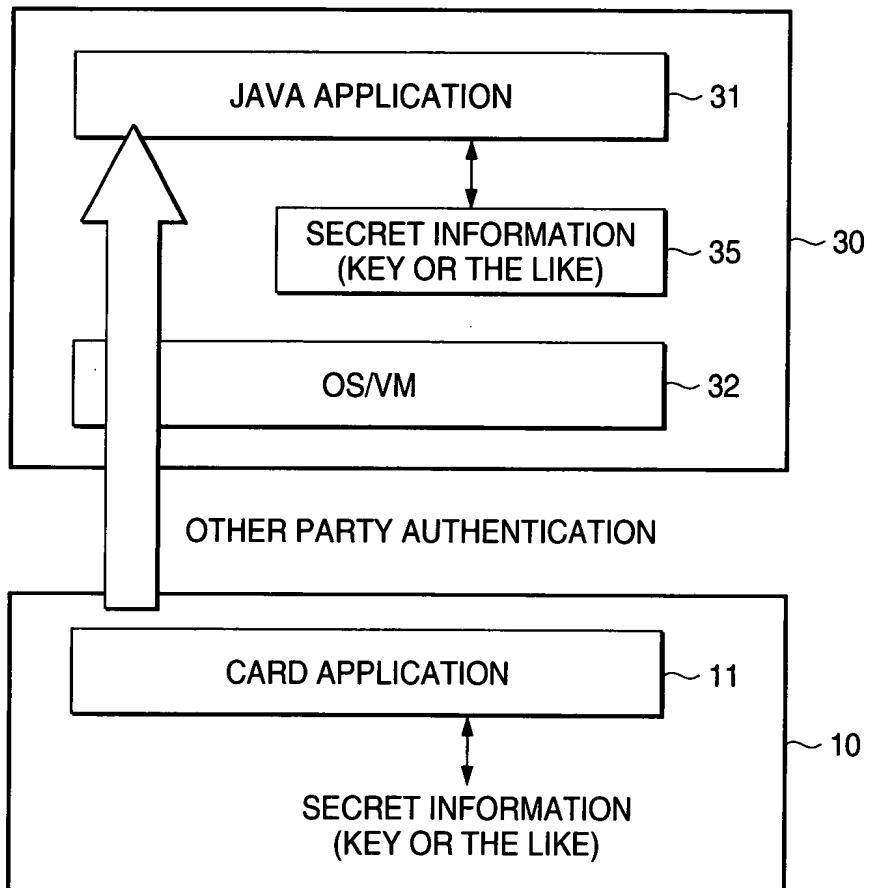 JAVA APPLICATION
31
SECRET INFORMATION
(KEY OR THE LIKE)
35
30
OS/VM
32
OTHER PARTY AUTHENTICATION
CARD APPLICATION
11
10
SECRET INFORMATION
(KEY OR THE LIKE)